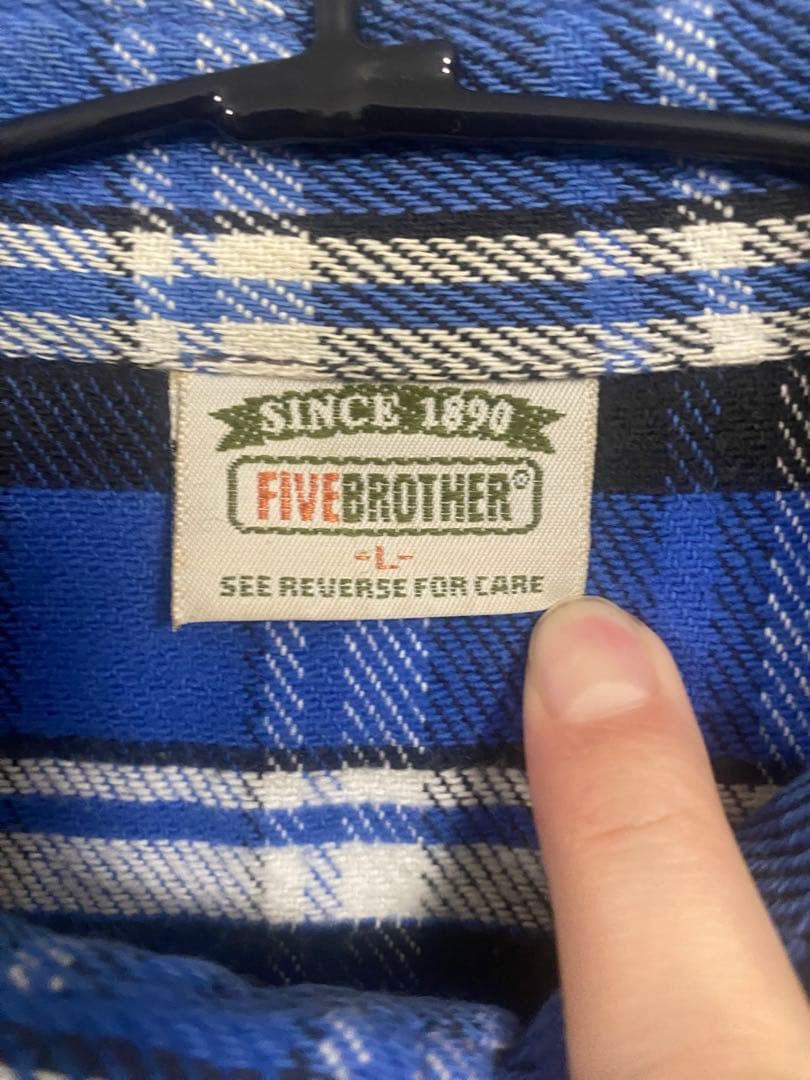 SINCE 1890
FIVEBROTHER®
-L-
SEE REVERSE FOR CARE